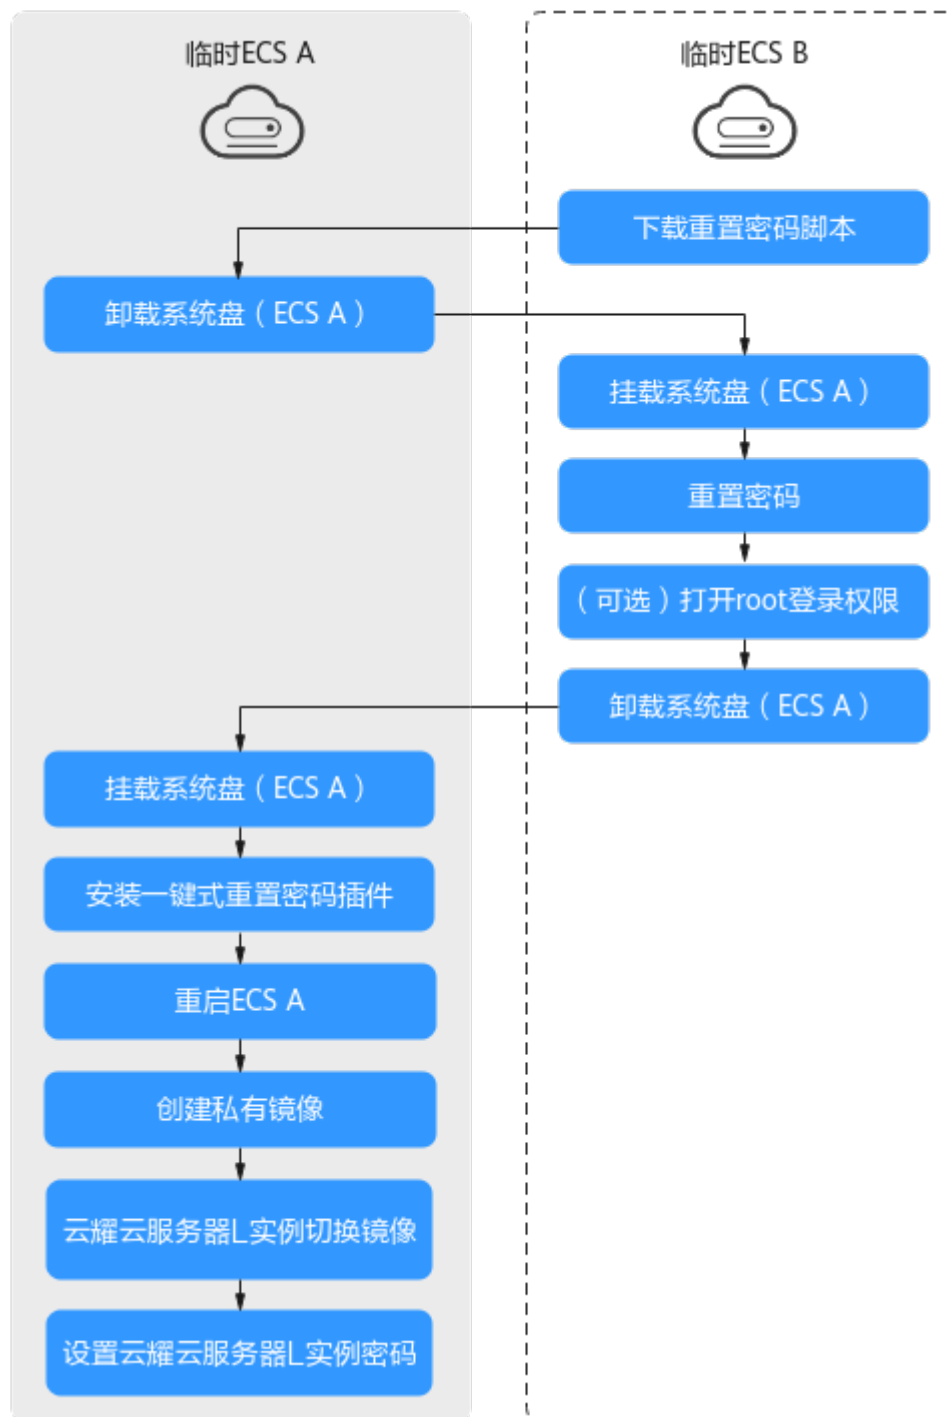 临时ECS A
临时ECS B
下载重置密码脚本
卸载系统盘（ECS A）
挂载系统盘（ECS A）
重置密码
（可选）打开root登录权限
卸载系统盘（ECS A）
挂载系统盘（ECS A）
安装一键式重置密码插件
重启ECS A
创建私有镜像
云耀云服务器L实例切换镜像
设置云耀云服务器L实例密码